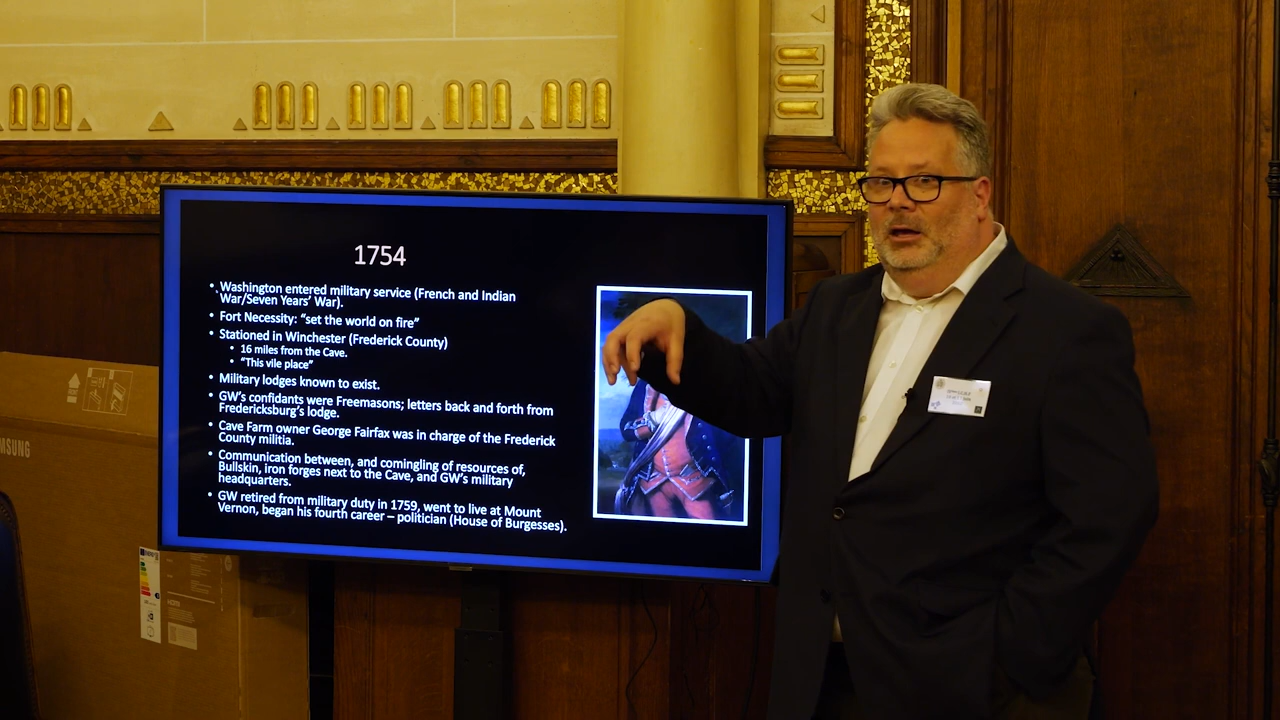 1754
• Washington entered military service (French and Indian
War/Seven Years' War).
• Fort Necessity: "set the world on fire"
• Stationed in Winchester (Frederick County)
• 16 miles from the Cave.
• "This vile place"
• Military lodges known to exist.
• GW's confidants were Freemasons; letters back and forth from
Fredericksburg's lodge.
• Cave Farm owner George Fairfax was in charge of the Frederick
County militia.
• Communication between, and comingling of resources of,
Bullskin, iron forges next to the Cave, and GW's military
headquarters.
• GW retired from military duty in 1759, went to live at Mount
Vernon, began his fourth career – politician (House of Burgesses).
MSUNG